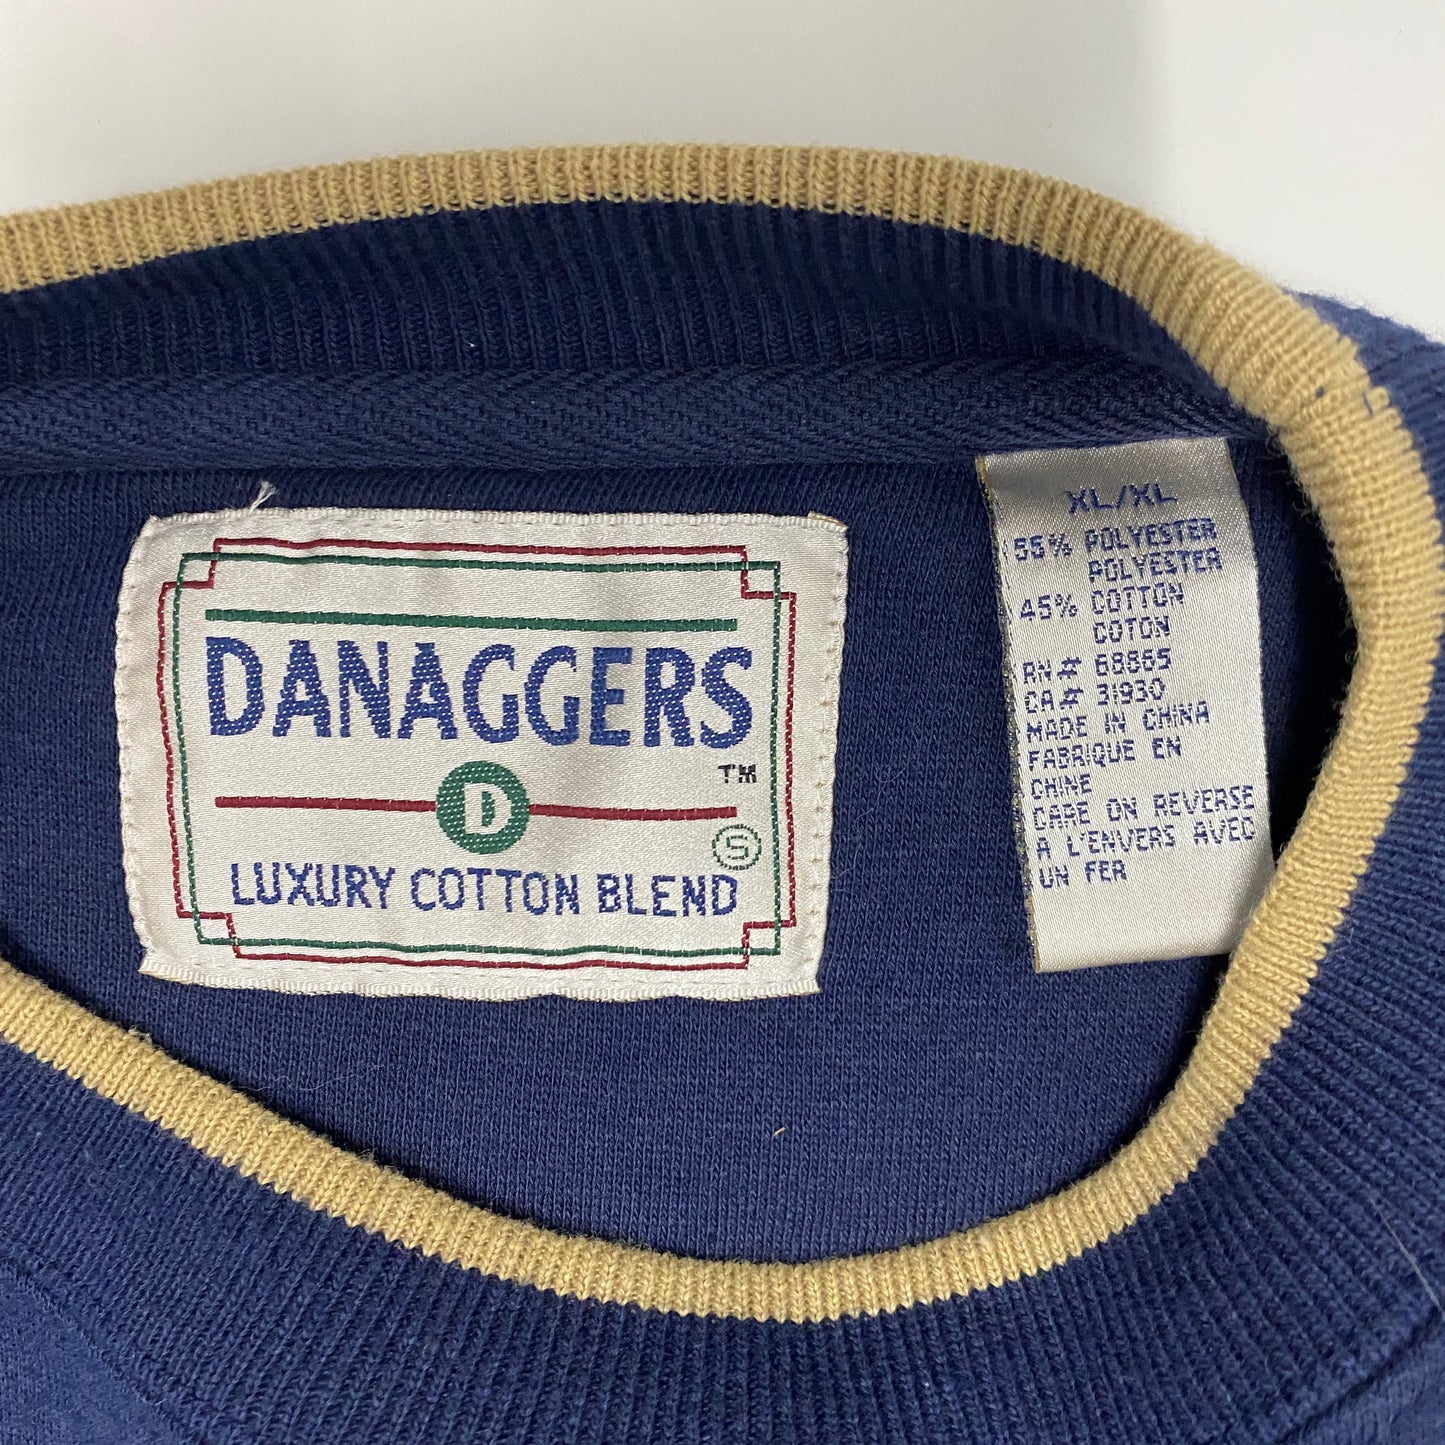 DANAGGERS
TM
D
S
LUXURY COTTON BLEND
XL/XL
55% POLYESTER
POLYESTER
45% COTTON
COTON
RN# 68865
CA# 31930
MADE IN CHINA
FABRIQUE EN
CHINE
CARE ON REVERSE
A L'ENVERS AVEC
UN FER